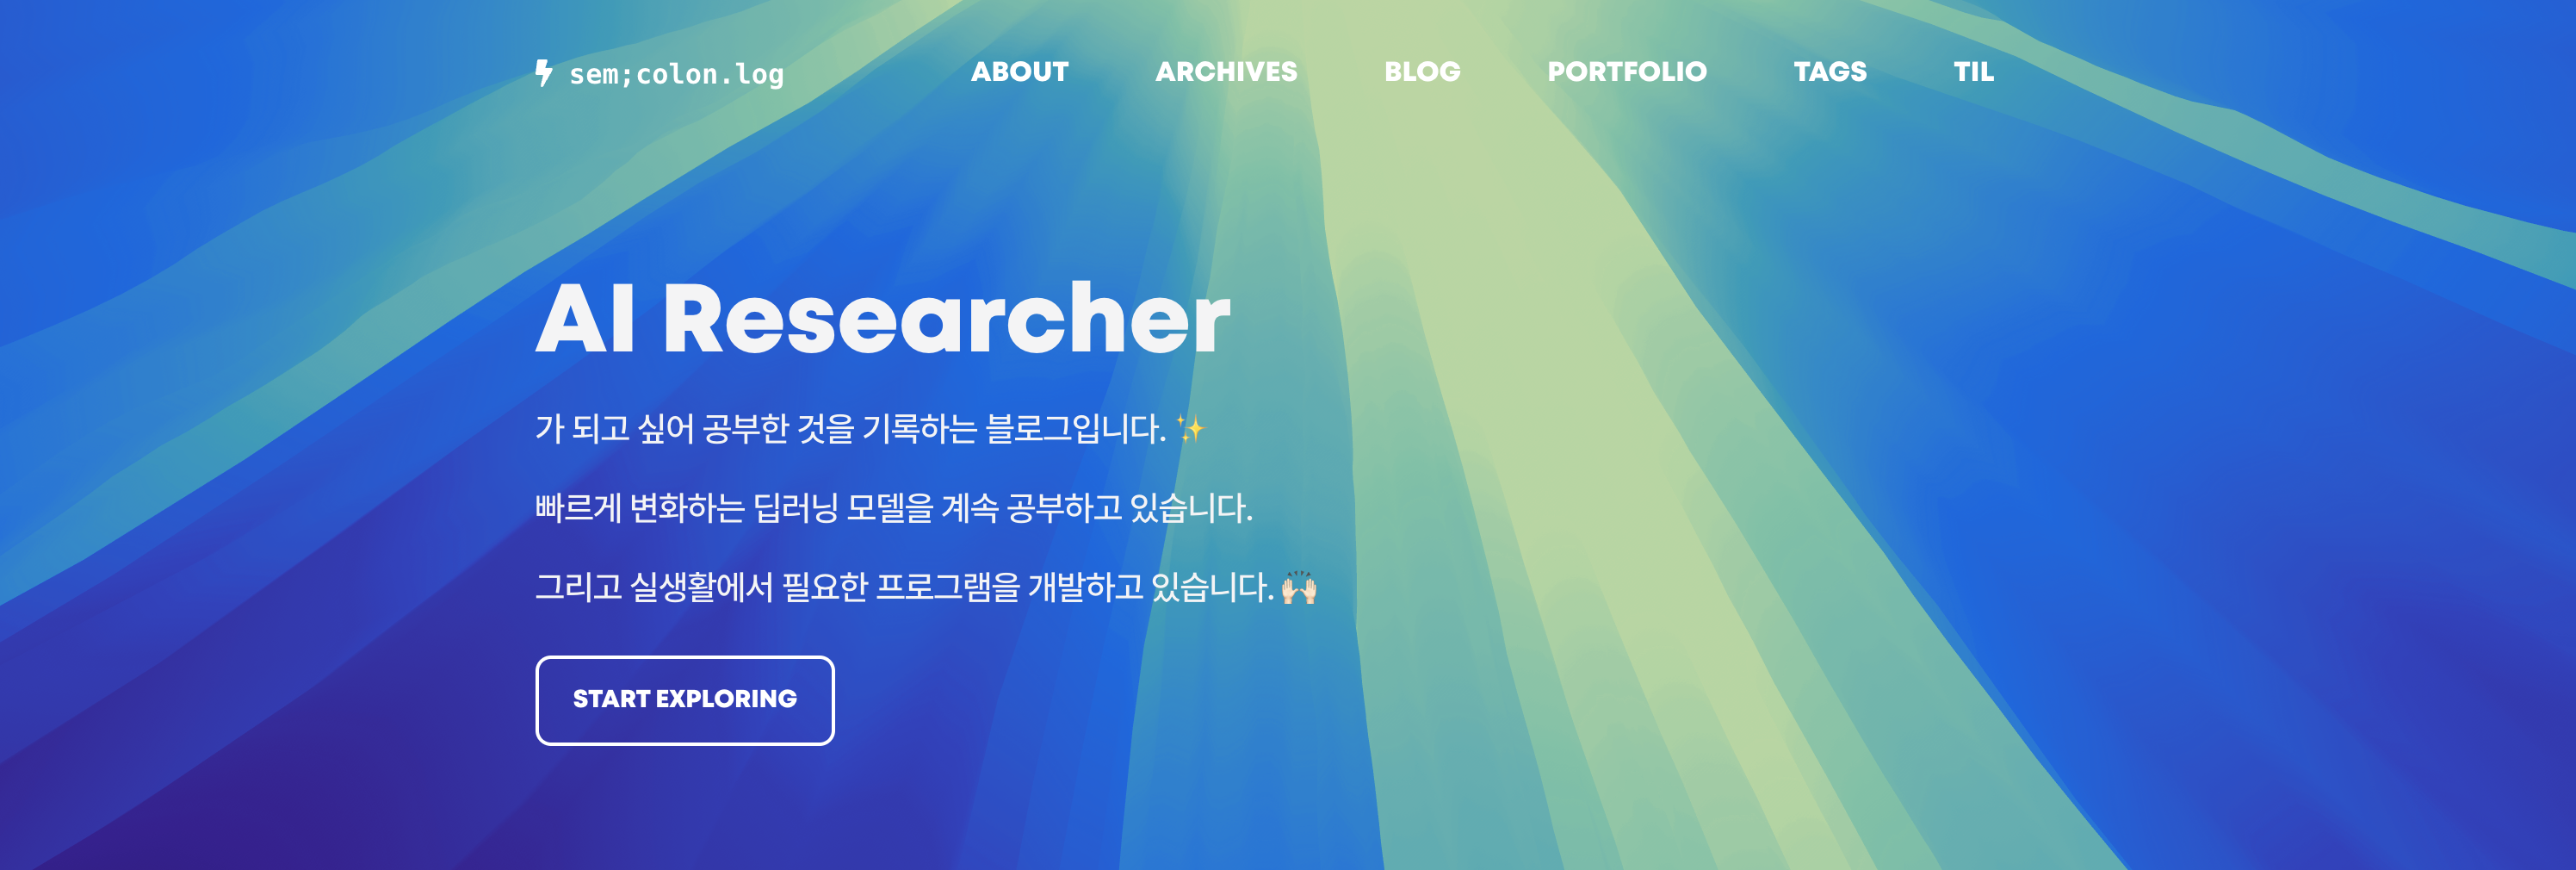 sem;colon.log ABOUT ARCHIVES BLOG PORTFOLIO TAGS TIL
AI Researcher
가 되고 싶어 공부한 것을 기록하는 블로그입니다. ✨
빠르게 변화하는 딥러닝 모델을 계속 공부하고 있습니다.
그리고 실생활에서 필요한 프로그램을 개발하고 있습니다. 🙌🏻
START EXPLORING